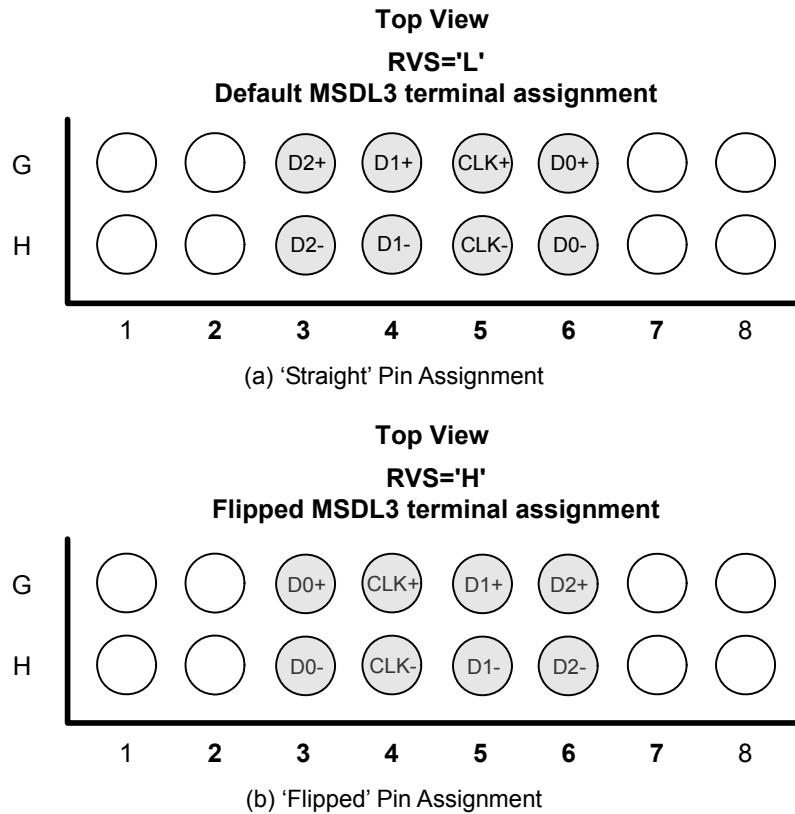 Top View
RVS='L'
Default MSDL3 terminal assignment
G D2+ D1+ CLK+ D0+
H D2- D1- CLK- D0-
1 2 3 4 5 6 7 8
(a) ‘Straight’ Pin Assignment
Top View
RVS='H'
Flipped MSDL3 terminal assignment
G D0+ CLK+ D1+ D2+
H D0- CLK- D1- D2-
1 2 3 4 5 6 7 8
(b) ‘Flipped’ Pin Assignment